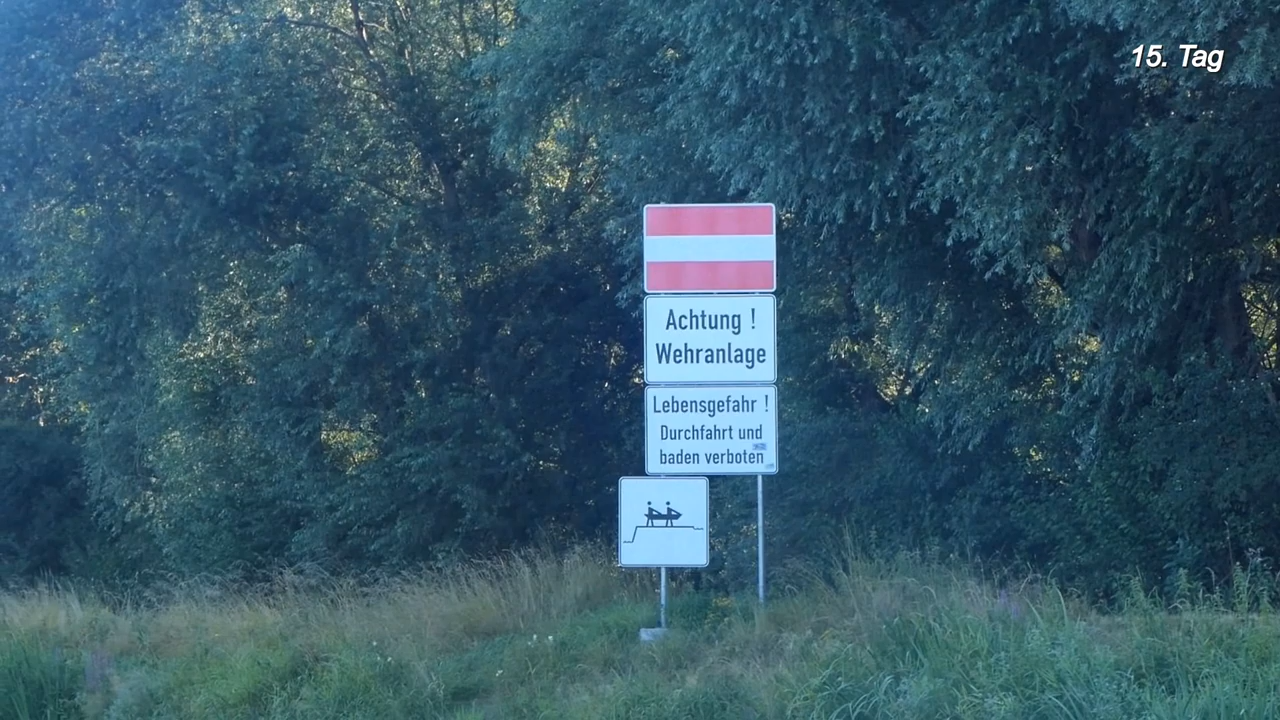 15. Tag
Achtung !
Wehranlage
Lebensgefahr !
Durchfahrt und
baden verboten